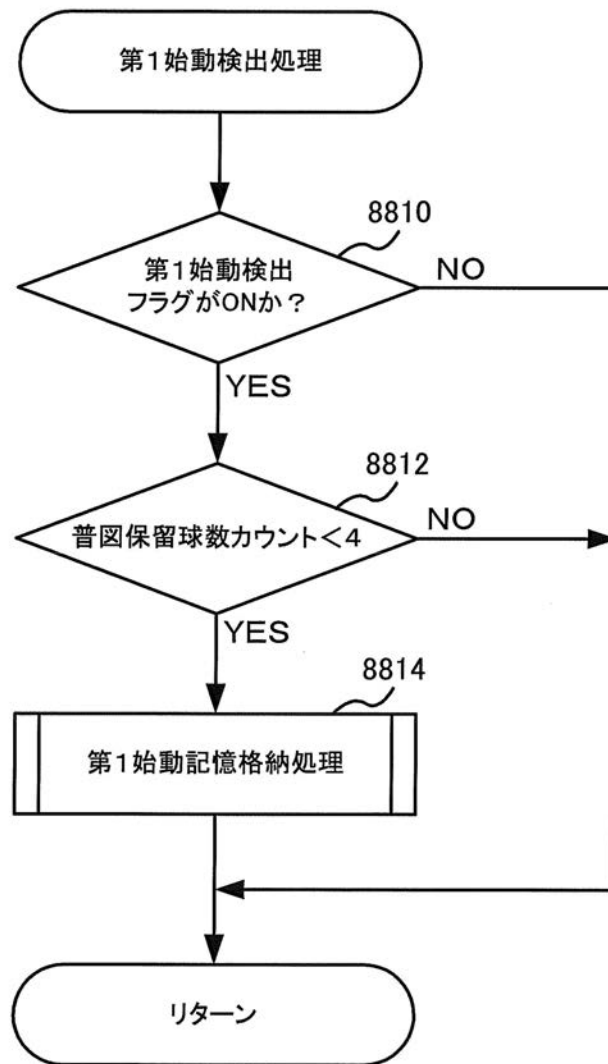 第1始動検出処理
8810
第1始動検出
フラグがONか？
NO
YES
8812
普図保留球数カウント＜4
NO
YES
8814
第1始動記憶格納処理
リターン